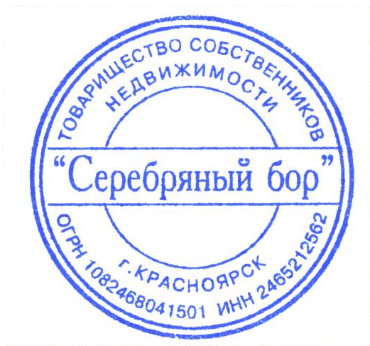 ТОВАРИЩЕСТВО СОБСТВЕННИКОВ
НЕДВИЖИМОСТИ
“Серебряный бор”
г. КРАСНОЯРСК
ОГРН 1082468041501 ИНН 2465212562